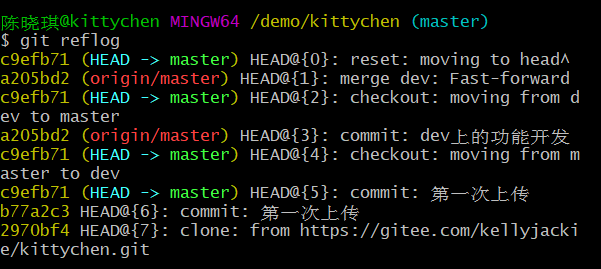 陈晓琪@kittychen MINGW64 /demo/kittychen (master)
$ git reflog
c9efb71 (HEAD -> master) HEAD@{0}: reset: moving to head^
a205bd2 (origin/master) HEAD@{1}: merge dev: Fast-forward
c9efb71 (HEAD -> master) HEAD@{2}: checkout: moving from d
ev to master
a205bd2 (origin/master) HEAD@{3}: commit: dev上的功能开发
c9efb71 (HEAD -> master) HEAD@{4}: checkout: moving from m
aster to dev
c9efb71 (HEAD -> master) HEAD@{5}: commit: 第一次上传
b77a2c3 HEAD@{6}: commit: 第一次上传
2970bf4 HEAD@{7}: clone: from https://gitee.com/kellyjacki
e/kittychen.git